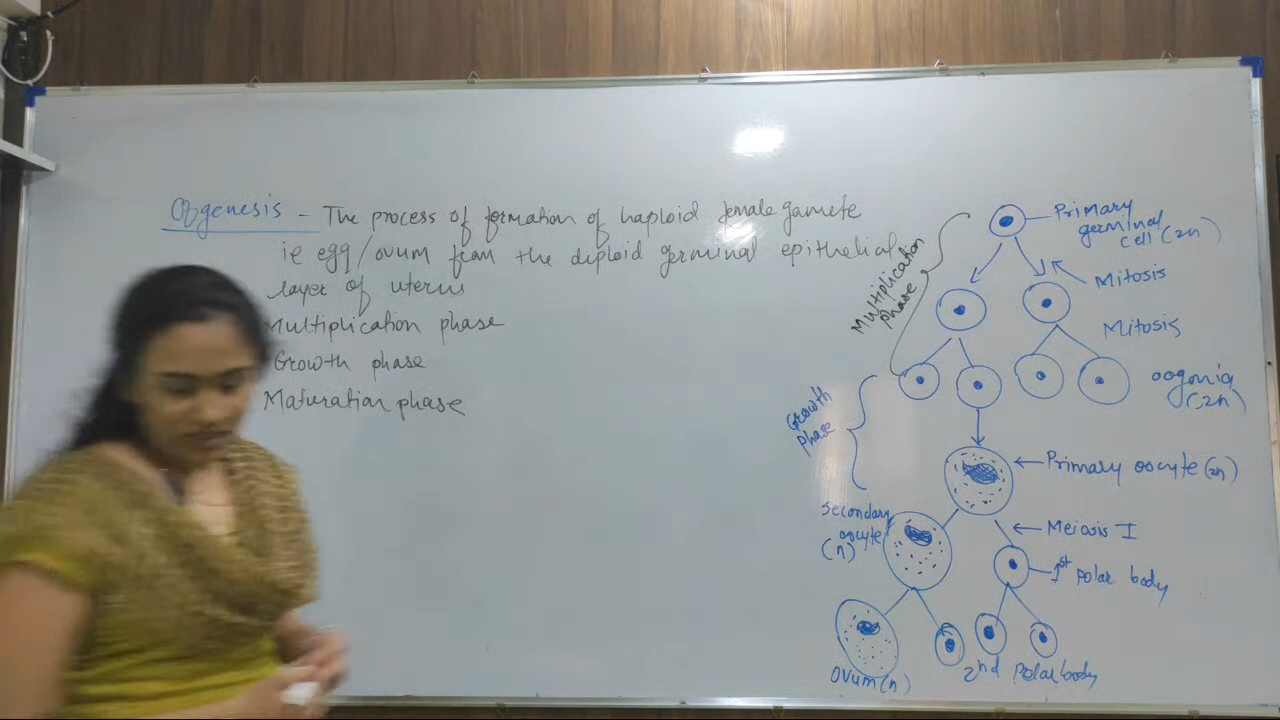 Oogenesis - The process of formation of haploid female gamete
ie egg/ovum from the diploid germinal epithelical
layer of uterus
Multiplication phase
Growth phase
Maturation phase
Primary
germinal
cell (2n)
Multiplication
phase
Mitosis
Mitosis
oogonia
(2n)
Growth
phase
Primary oocyte (2n)
Secondary
oocyte
(n)
Meiosis I
1st polar body
Ovum (n)
2nd polar body